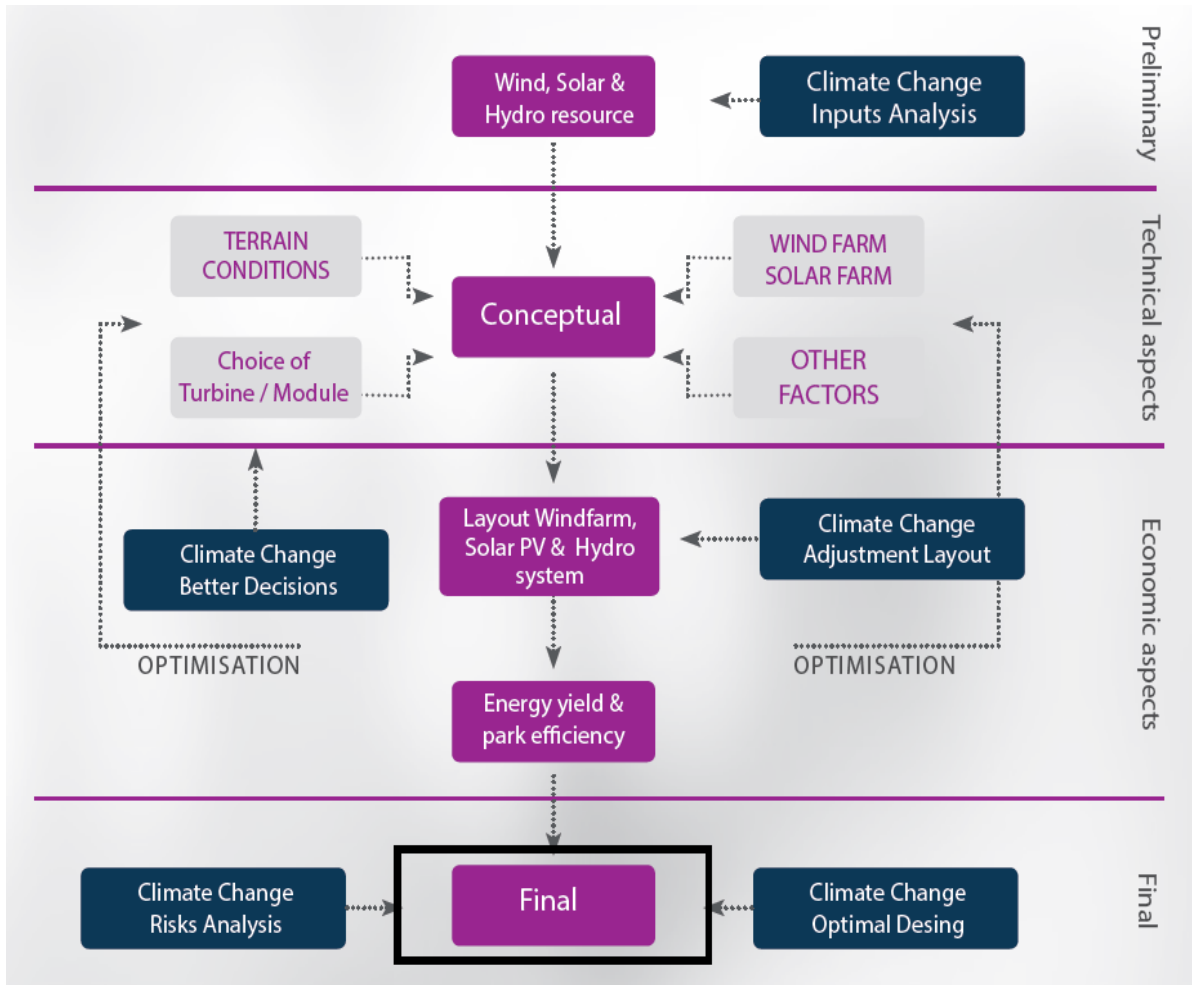 Preliminary
Wind, Solar &
Hydro resource
Climate Change
Inputs Analysis
Technical aspects
TERRAIN
CONDITIONS
WIND FARM
SOLAR FARM
Conceptual
Choice of
Turbine / Module
OTHER
FACTORS
Economic aspects
Layout Windfarm,
Solar PV & Hydro
system
Climate Change
Adjustment Layout
Climate Change
Better Decisions
OPTIMISATION
OPTIMISATION
Energy yield &
park efficiency
Final
Climate Change
Risks Analysis
Final
Climate Change
Optimal Desing